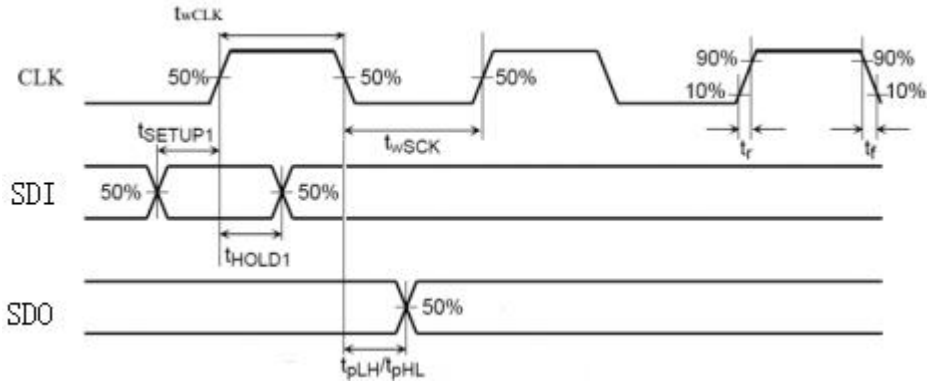 twCLK
CLK 50% 50% 50% 90% 90%
10% 10%
tSETUP1 twSCK tr tf
SDI 50% 50%
tHOLD1
SDO 50%
tpLH/tpHL